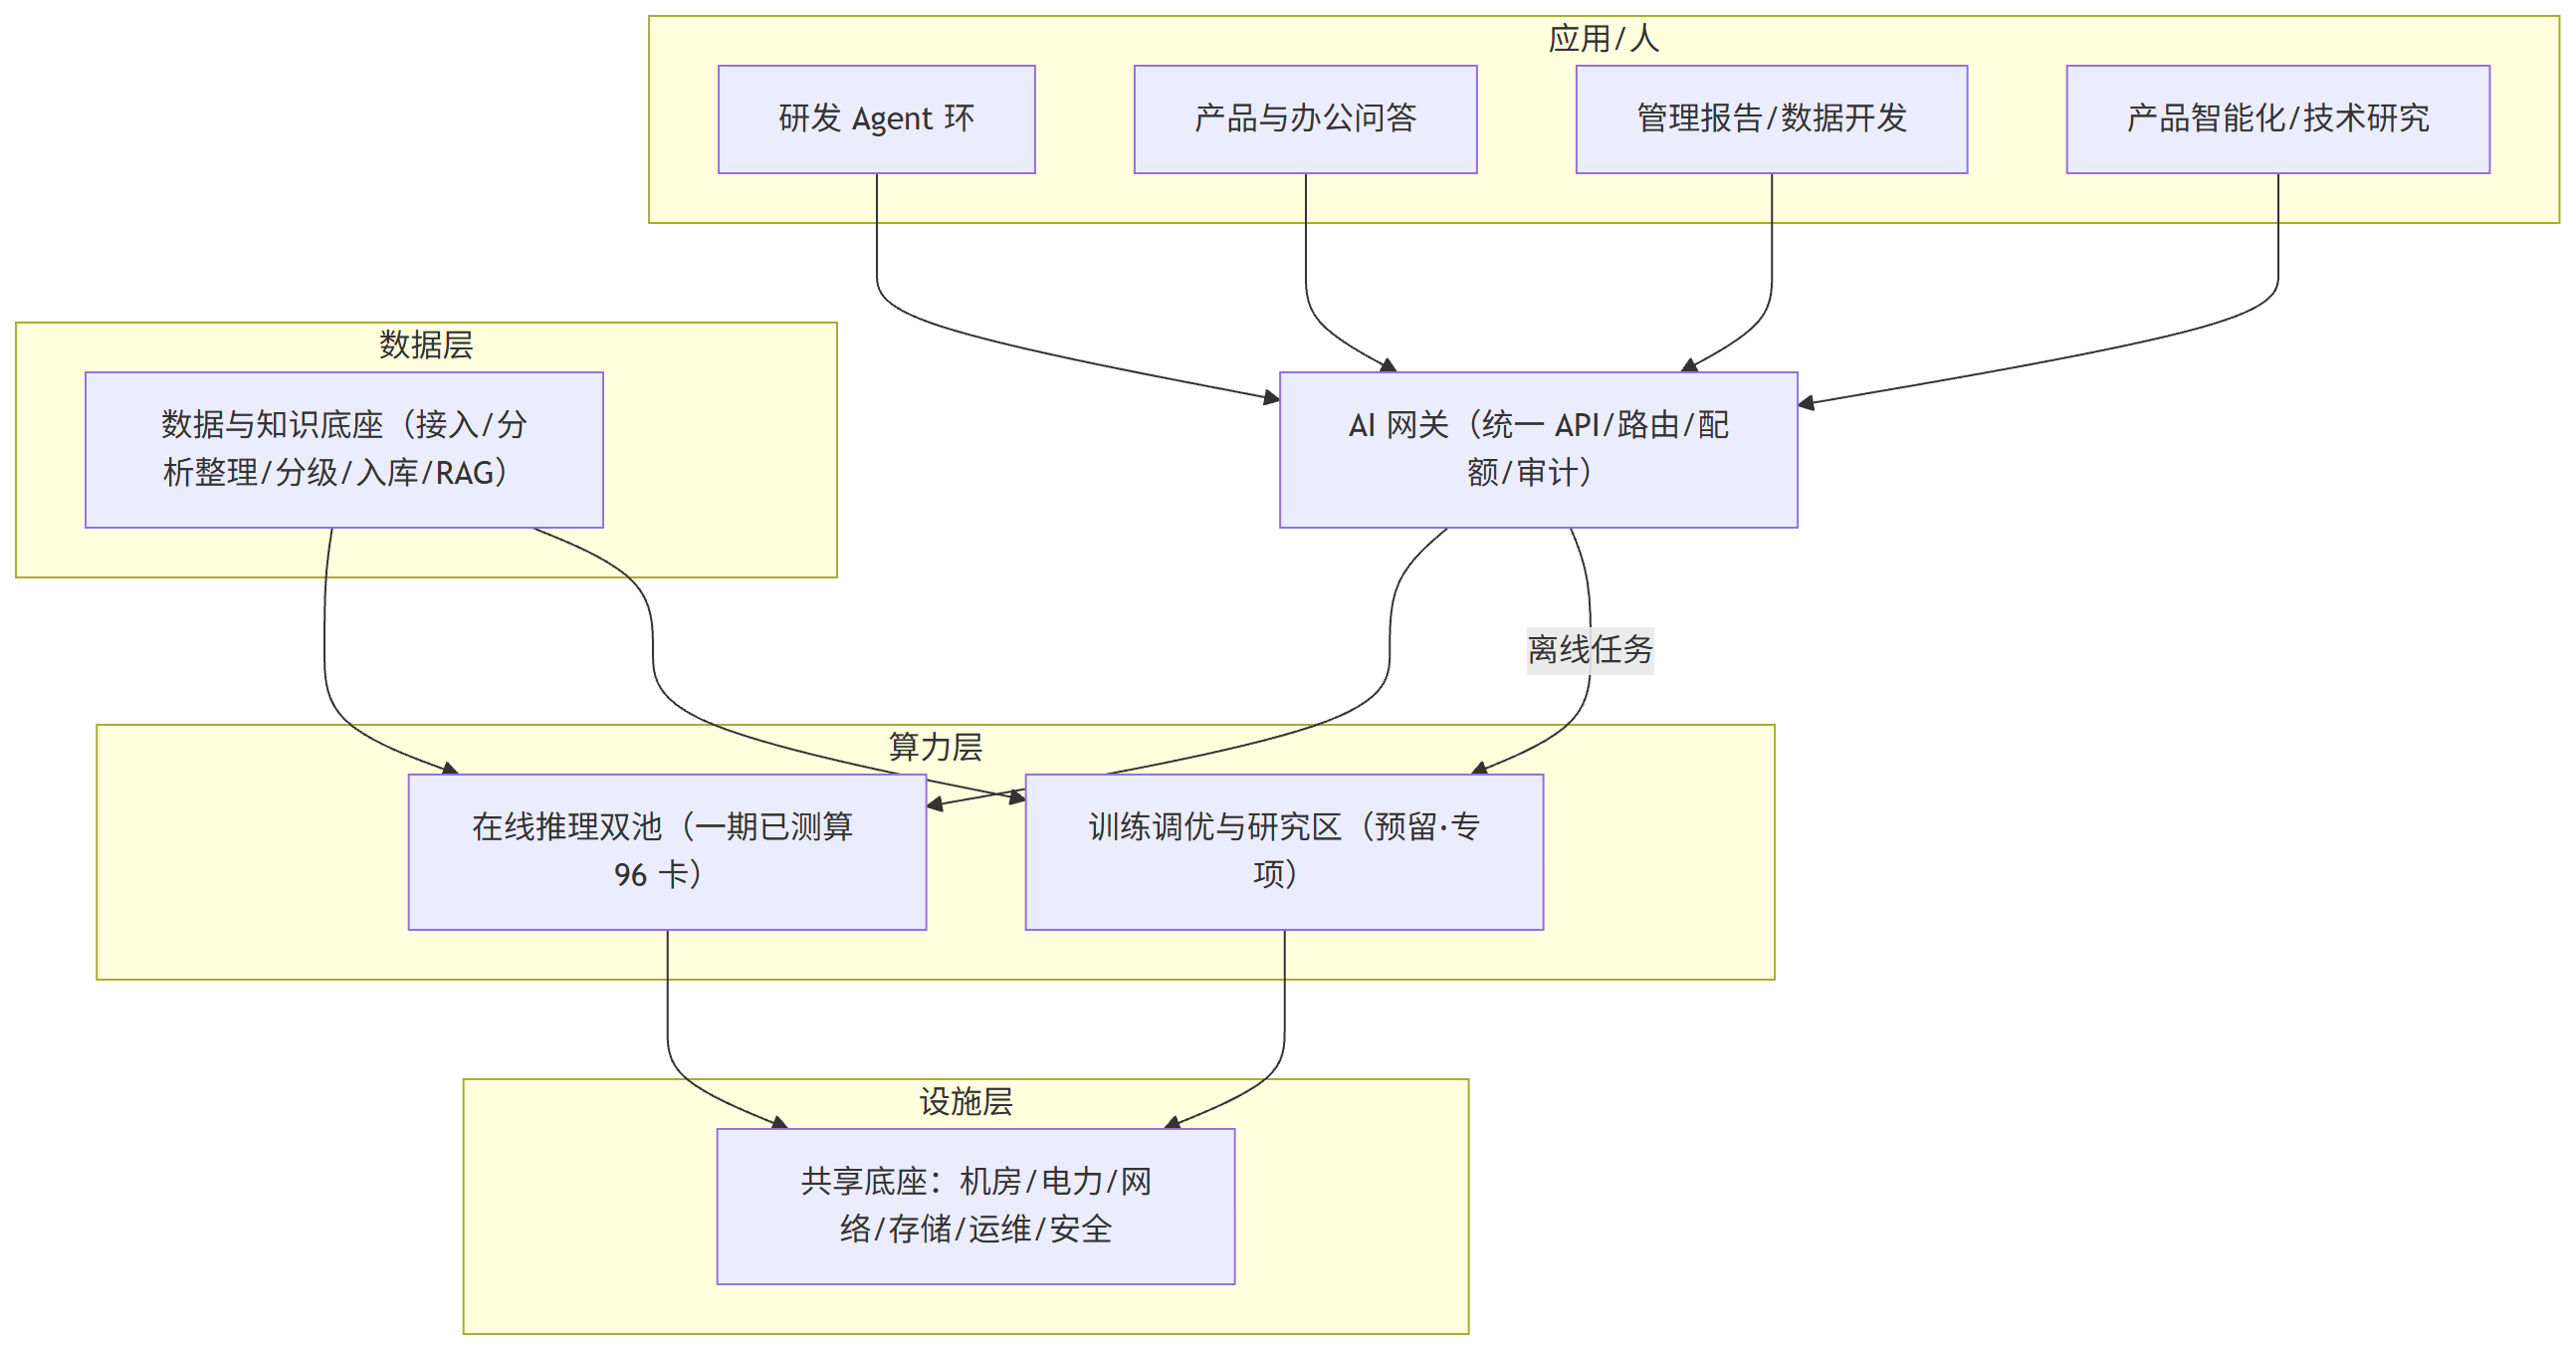 应用/人
研发 Agent 环
产品与办公问答
管理报告/数据开发
产品智能化/技术研究
数据层
数据与知识底座（接入/分
析整理/分级/入库/RAG）
AI 网关（统一 API/路由/配
额/审计）
离线任务
算力层
在线推理双池（一期已测算
96 卡）
训练调优与研究区（预留·专
项）
设施层
共享底座：机房/电力/网
络/存储/运维/安全